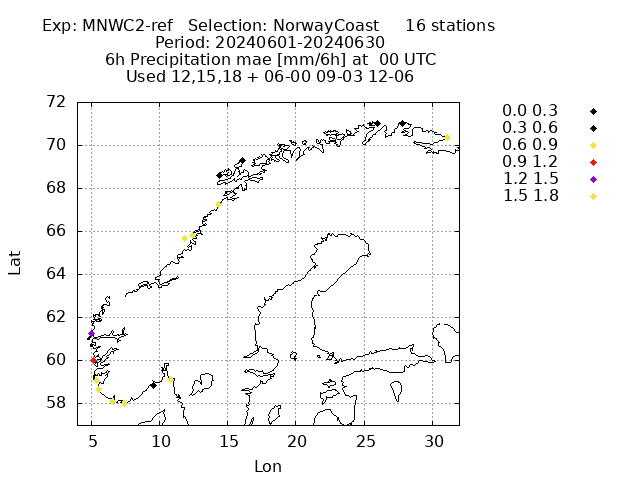 Exp: MNWC2-ref   Selection: NorwayCoast     16 stations
Period: 20240601-20240630
6h Precipitation mae [mm/6h] at  00 UTC
Used 12,15,18 + 06-00 09-03 12-06
0.0 0.3
0.3 0.6
0.6 0.9
0.9 1.2
1.2 1.5
1.5 1.8
72
70
68
66
64
62
60
58
Lat
5 10 15 20 25 30
Lon